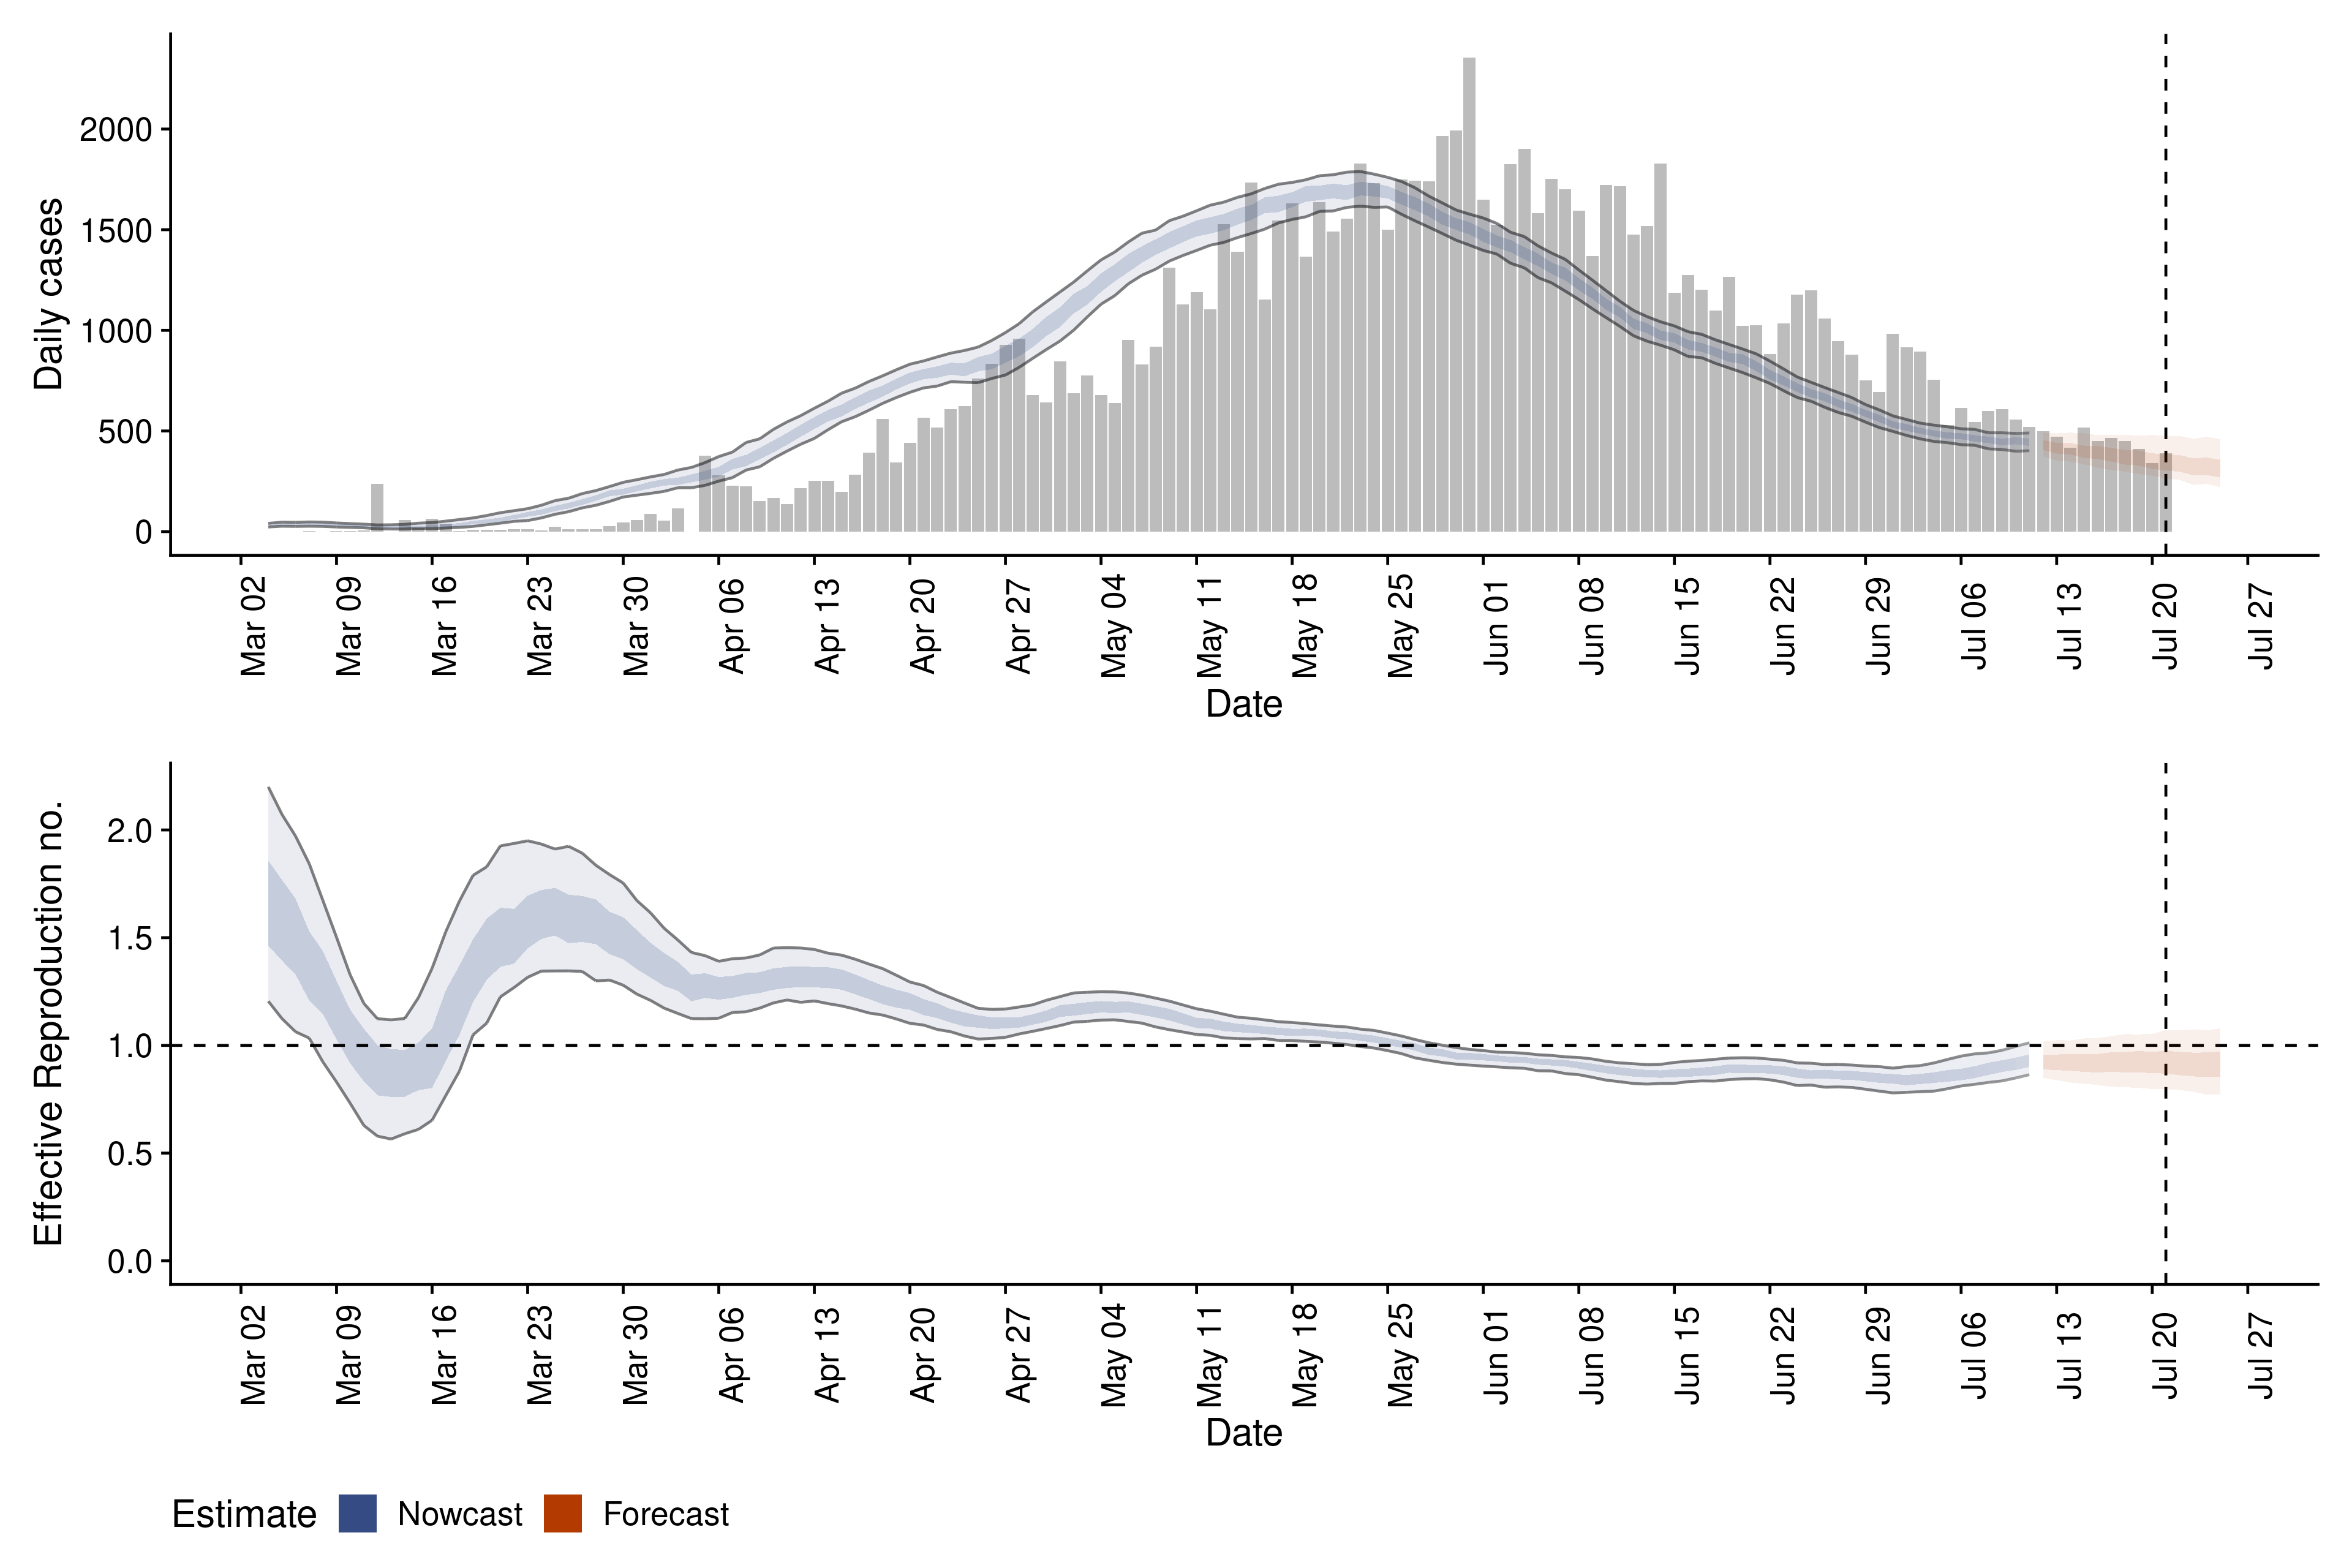 Daily cases
2000
1500
1000
500
0
Mar 02 Mar 09 Mar 16 Mar 23 Mar 30 Apr 06 Apr 13 Apr 20 Apr 27 May 04 May 11 May 18 May 25 Jun 01 Jun 08 Jun 15 Jun 22 Jun 29 Jul 06 Jul 13 Jul 20 Jul 27
Date
Effective Reproduction no.
2.0
1.5
1.0
0.5
0.0
Mar 02 Mar 09 Mar 16 Mar 23 Mar 30 Apr 06 Apr 13 Apr 20 Apr 27 May 04 May 11 May 18 May 25 Jun 01 Jun 08 Jun 15 Jun 22 Jun 29 Jul 06 Jul 13 Jul 20 Jul 27
Date
Estimate Nowcast Forecast